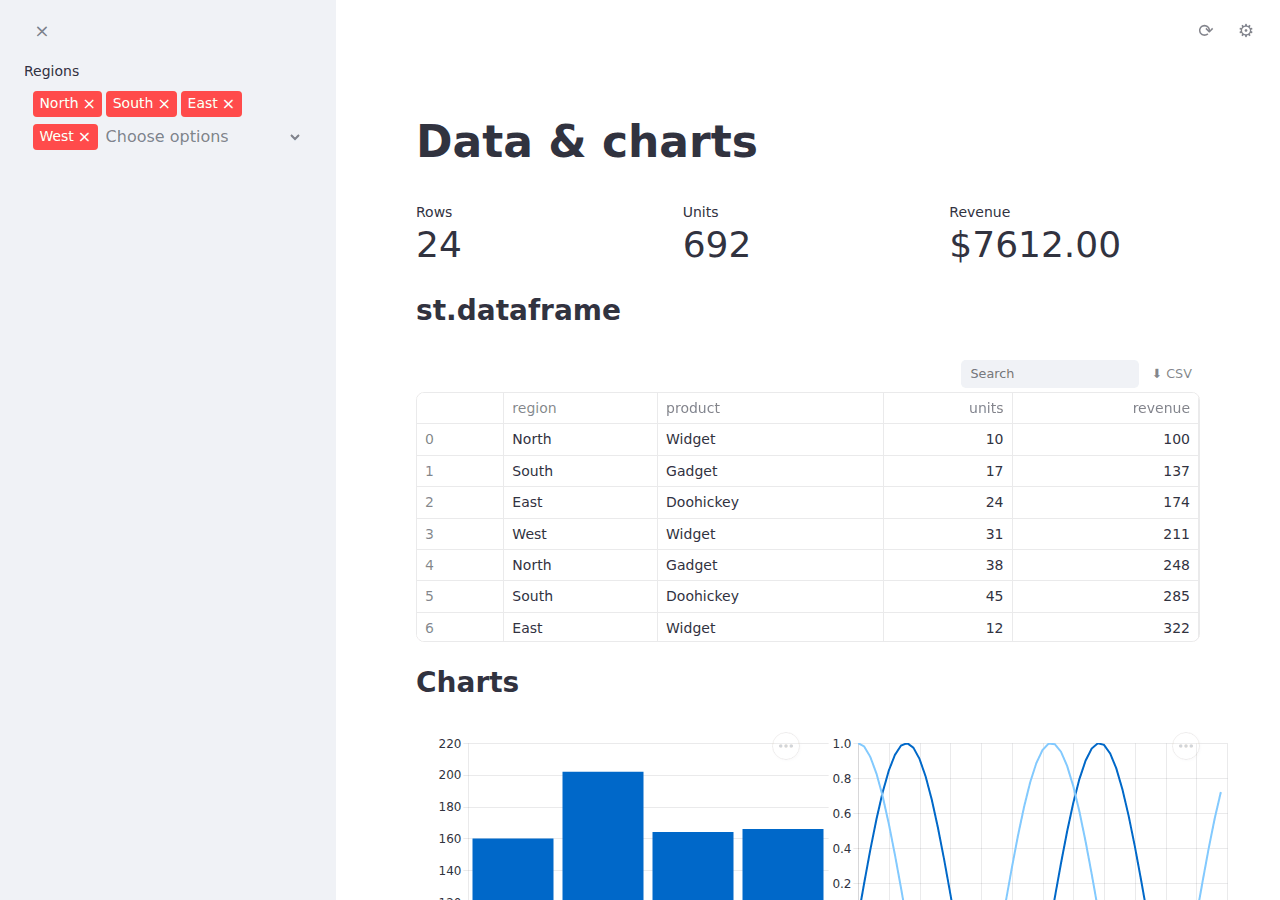 ×
⟳ ⚙
Regions
North × South × East ×
West × Choose options
Data & charts
Rows Units Revenue
24 692 $7612.00
st.dataframe
Search ⬇ CSV
region product units revenue
0 North Widget 10 100
1 South Gadget 17 137
2 East Doohickey 24 174
3 West Widget 31 211
4 North Gadget 38 248
5 South Doohickey 45 285
6 East Widget 12 322
Charts
220
200
180
160
140
1.0
0.8
0.6
0.4
0.2